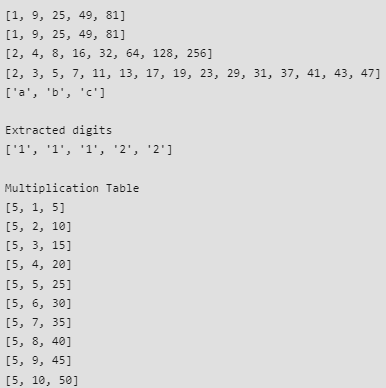 [1, 9, 25, 49, 81]
[1, 9, 25, 49, 81]
[2, 4, 8, 16, 32, 64, 128, 256]
[2, 3, 5, 7, 11, 13, 17, 19, 23, 29, 31, 37, 41, 43, 47]
['a', 'b', 'c']
Extracted digits
['1', '1', '1', '2', '2']
Multiplication Table
[5, 1, 5]
[5, 2, 10]
[5, 3, 15]
[5, 4, 20]
[5, 5, 25]
[5, 6, 30]
[5, 7, 35]
[5, 8, 40]
[5, 9, 45]
[5, 10, 50]